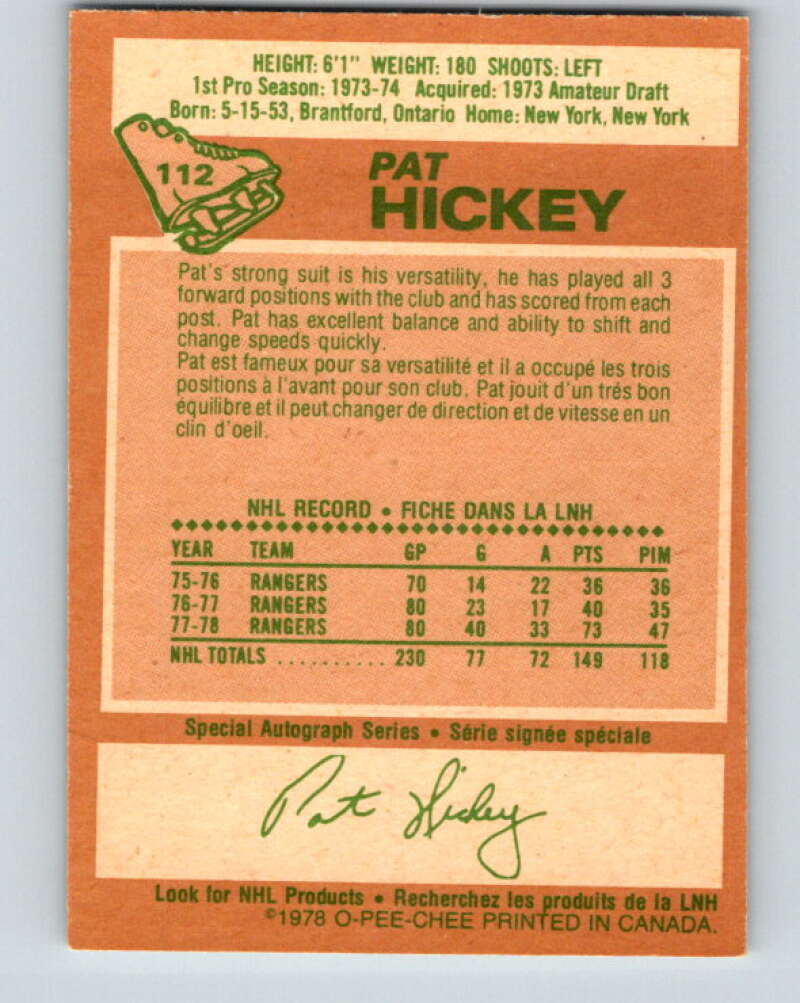 HEIGHT: 6'1" WEIGHT: 180 SHOOTS: LEFT
1st Pro Season: 1973-74 Acquired: 1973 Amateur Draft
Born: 5-15-53, Brantford, Ontario Home: New York, New York
112
PAT
HICKEY
Pat's strong suit is his versatility, he has played all 3
forward positions with the club and has scored from each
post. Pat has excellent balance and ability to shift and
change speeds quickly.
Pat est fameux pour sa versatilité et il a occupé les trois
positions à l'avant pour son club. Pat jouit d'un trés bon
équilibre et il peut changer de direction et de vitesse en un
clin d'oeil.
NHL RECORD • FICHE DANS LA LNH
YEAR TEAM GP G A PTS PIM
75-76 RANGERS 70 14 22 36 36
76-77 RANGERS 80 23 17 40 35
77-78 RANGERS 80 40 33 73 47
NHL TOTALS .......... 230 77 72 149 118
Special Autograph Series • Série signée spéciale
Pat Hickey
Look for NHL Products • Recherchez les produits de la LNH
©1978 O-PEE-CHEE PRINTED IN CANADA.